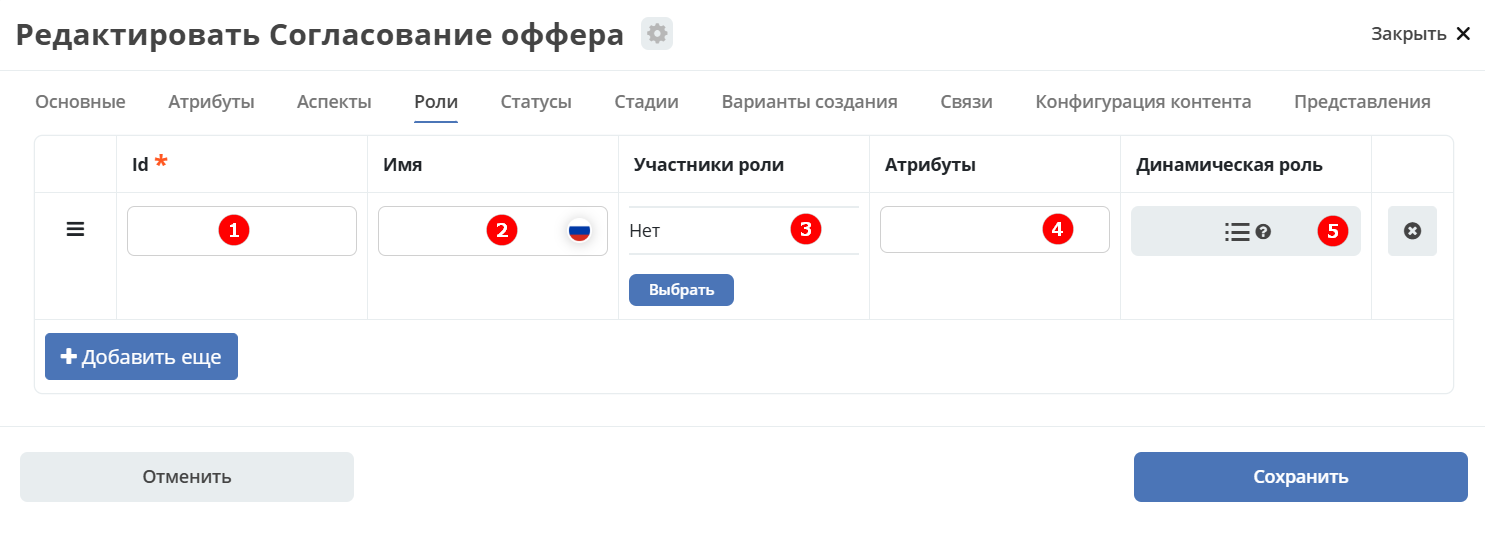 Редактировать Согласование оффера
Закрыть
Основные Атрибуты Аспекты Роли Статусы Стадии Варианты создания Связи Конфигурация контента Представления
Id * Имя Участники роли Атрибуты Динамическая роль
1 2 Нет 3 4 ? 5
Выбрать
Добавить еще
Отменить Сохранить